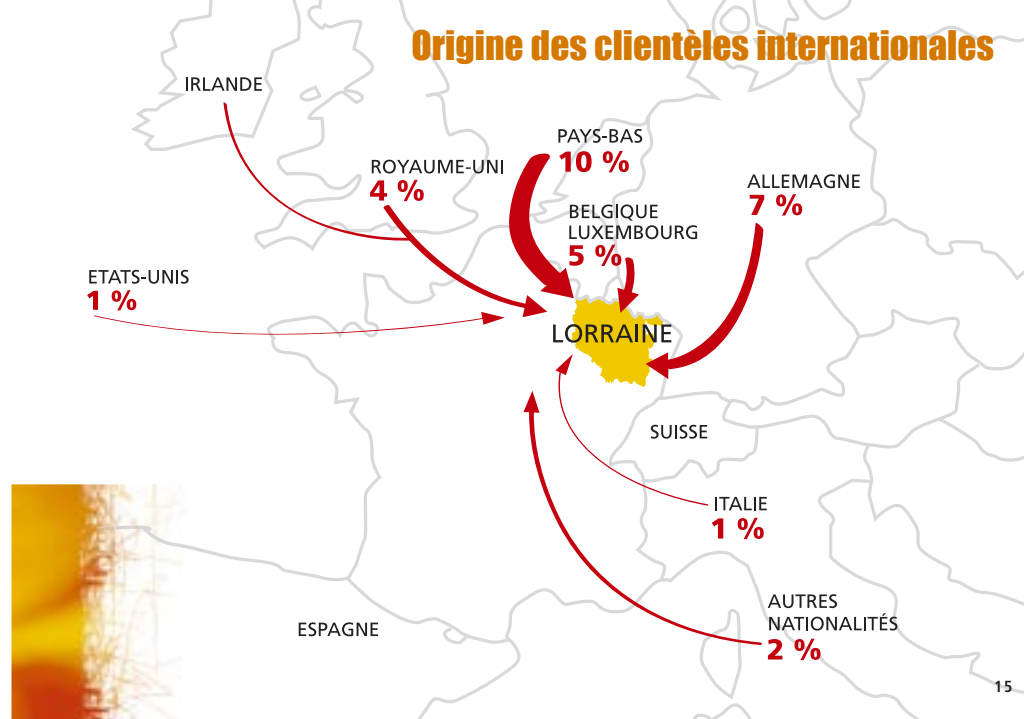 Origine des clientèles internationales
IRLANDE
PAYS-BAS
10 %
ROYAUME-UNI
4 %
ALLEMAGNE
7 %
BELGIQUE
LUXEMBOURG
5 %
ETATS-UNIS
1 %
LORRAINE
SUISSE
ITALIE
1 %
AUTRES
NATIONALITÉS
2 %
ESPAGNE
15